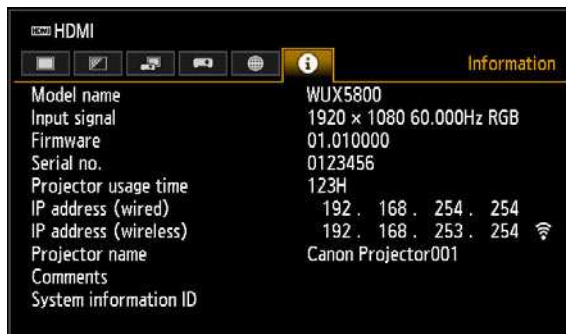 HDMI HDMI
Information
Model name WUX5800
Input signal 1920 × 1080 60.000Hz RGB
Firmware 01.010000
Serial no. 0123456
Projector usage time 123H
IP address (wired) 192 . 168 . 254 . 254
IP address (wireless) 192 . 168 . 253 . 254
Projector name Canon Projector001
Comments
System information ID